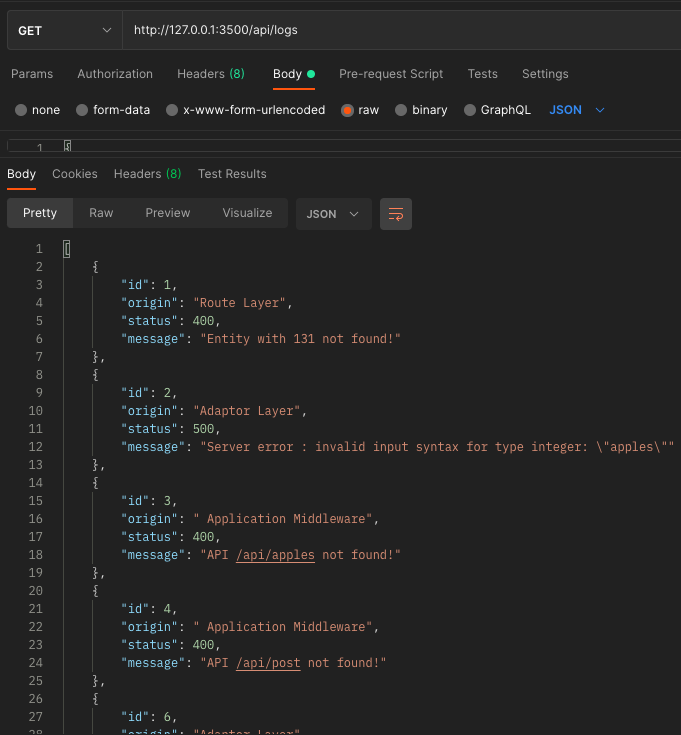 GET http://127.0.0.1:3500/api/logs
Params Authorization Headers (8) Body Pre-request Script Tests Settings
none form-data x-www-form-urlencoded raw binary GraphQL JSON
1 {
Body Cookies Headers (8) Test Results
Pretty Raw Preview Visualize JSON
1 [
2 {
3 "id": 1,
4 "origin": "Route Layer",
5 "status": 400,
6 "message": "Entity with 131 not found!"
7 },
8 {
9 "id": 2,
10 "origin": "Adaptor Layer",
11 "status": 500,
12 "message": "Server error : invalid input syntax for type integer: \"apples\""
13 },
14 {
15 "id": 3,
16 "origin": " Application Middleware",
17 "status": 400,
18 "message": "API /api/apples not found!"
19 },
20 {
21 "id": 4,
22 "origin": " Application Middleware",
23 "status": 400,
24 "message": "API /api/post not found!"
25 },
26 {
27 "id": 6,
28 "origin": "Adaptor Layer"